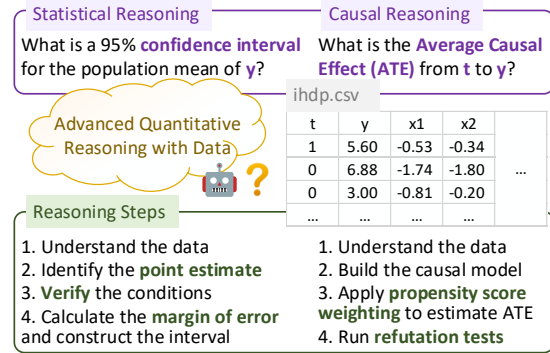 Statistical Reasoning
What is a 95% confidence interval
for the population mean of y?
Causal Reasoning
What is the Average Causal
Effect (ATE) from t to y?
Advanced Quantitative
Reasoning with Data
ihdp.csv
t y x1 x2
1 5.60 -0.53 -0.34 ...
0 6.88 -1.74 -1.80
0 3.00 -0.81 -0.20
... ... ... ...
Reasoning Steps
1. Understand the data
2. Identify the point estimate
3. Verify the conditions
4. Calculate the margin of error
and construct the interval
1. Understand the data
2. Build the causal model
3. Apply propensity score
weighting to estimate ATE
4. Run refutation tests